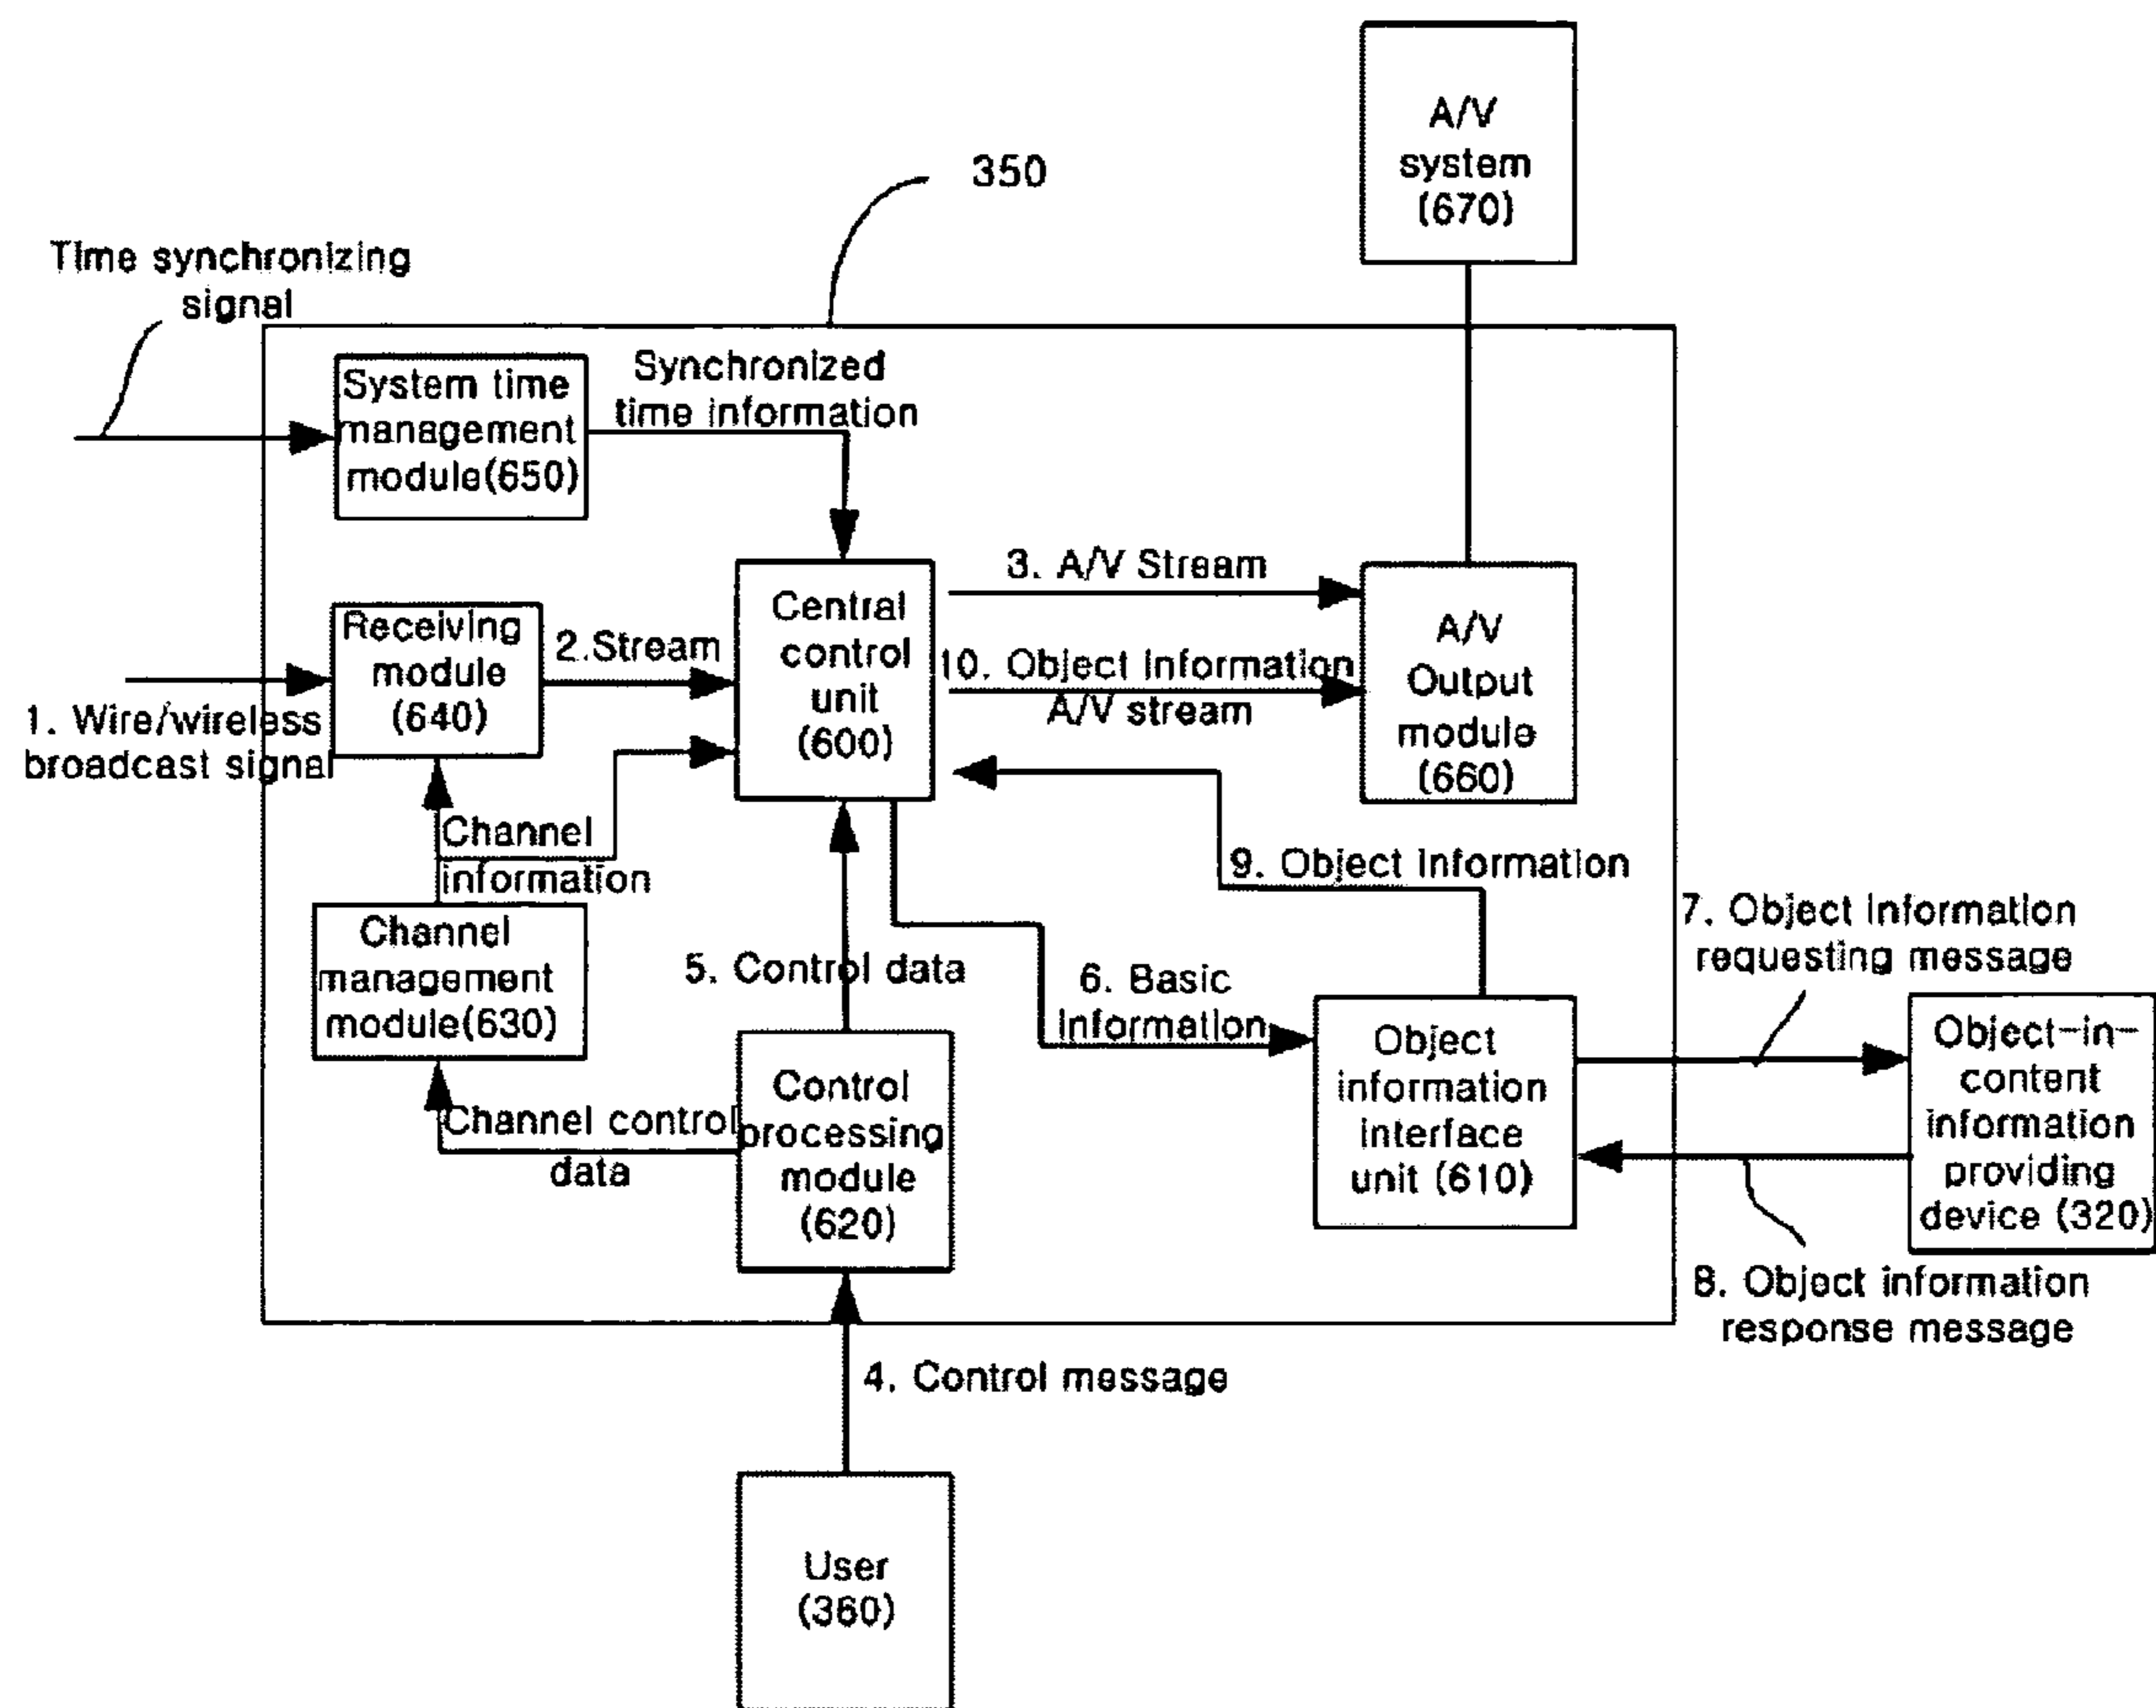 A/V
system
(670)
350
Time synchronizing
signal
System time
management
module(650)
Synchronized
time information
3. A/V Stream
Central
control
unit
(600)
A/V
Output
module
(660)
Receiving
module
(640)
2.Stream
10. Object Information
A/V stream
1. Wire/wireless
broadcast signal
Channel
information
9. Object Information
7. Object Information
requesting message
Channel
management
module(630)
5. Control data
6. Basic
Information
Object
information
interface
unit (610)
Object-in-
content
information
providing
device (320)
Control
processing
module
(620)
Channel control
data
8. Object information
response message
4. Control message
User
(360)